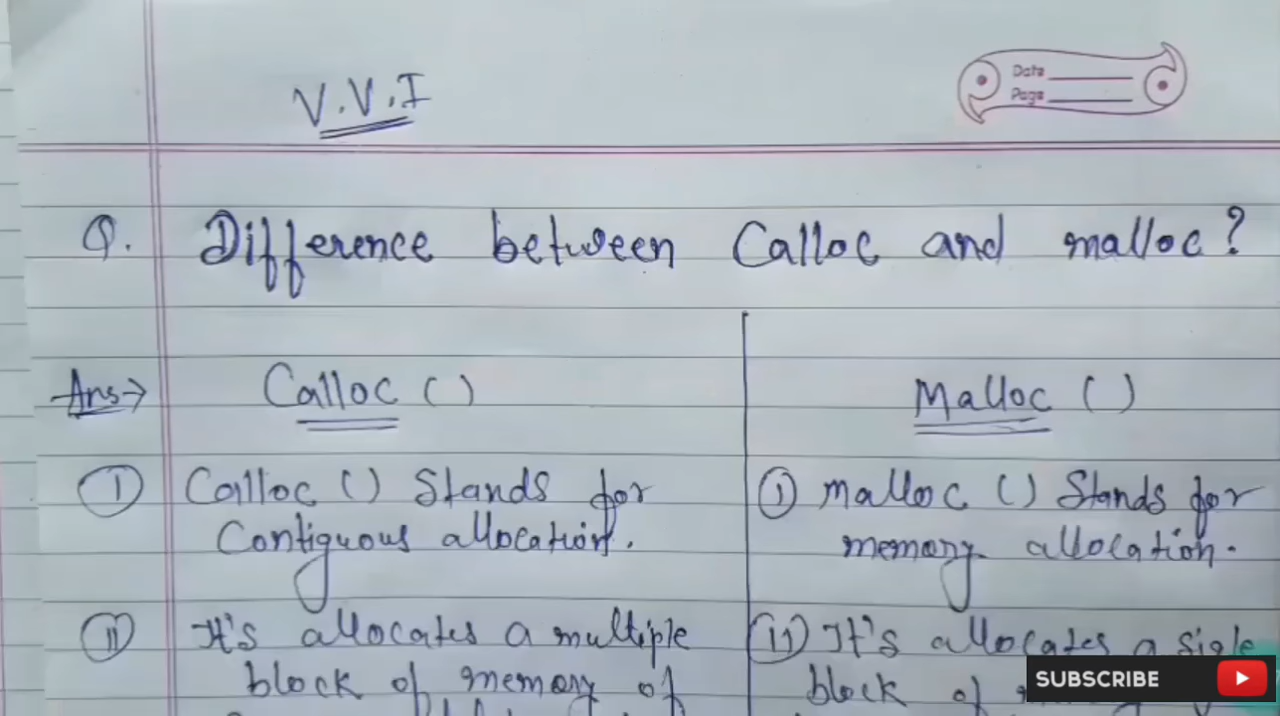 V.V.I
Date
Page
Q. Difference between Calloc and malloc?
Ans→ Calloc () Malloc ()
I Calloc () Stands for
Contiguous allocation.
I malloc () Stands for
memory allocation.
II It's allocates a multiple
block of memory of
II It's allocates a sigle
block of
SUBSCRIBE